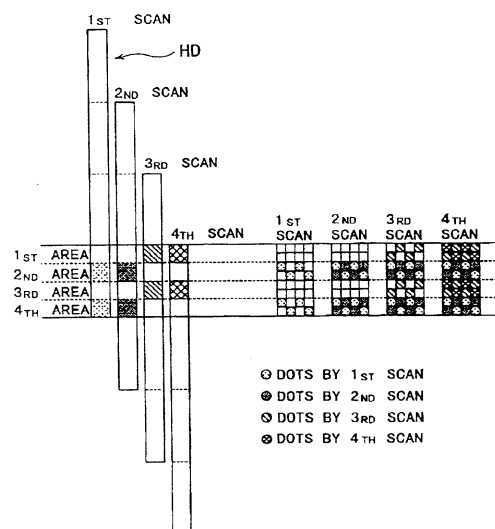 1ST SCAN
HD
2ND SCAN
3RD SCAN
4TH SCAN
1ST SCAN
2ND SCAN
3RD SCAN
4TH SCAN
1ST AREA
2ND AREA
3RD AREA
4TH AREA
DOTS BY 1ST SCAN
DOTS BY 2ND SCAN
DOTS BY 3RD SCAN
DOTS BY 4TH SCAN